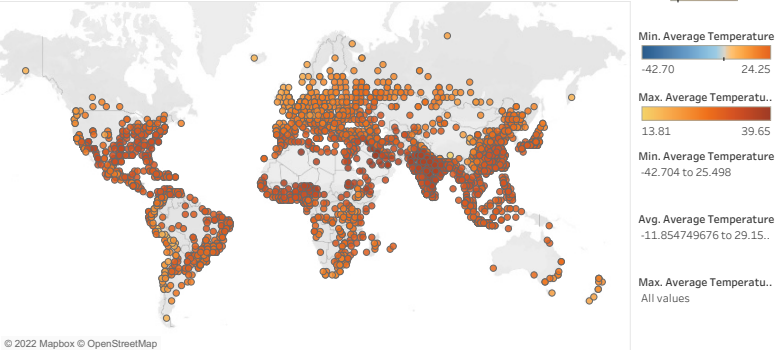 Min. Average Temperature
-42.70 24.25
Max. Average Temperatu..
13.81 39.65
Min. Average Temperature
-42.704 to 25.498
Avg. Average Temperature
-11.854749676 to 29.15..
Max. Average Temperatu..
All values
© 2022 Mapbox © OpenStreetMap